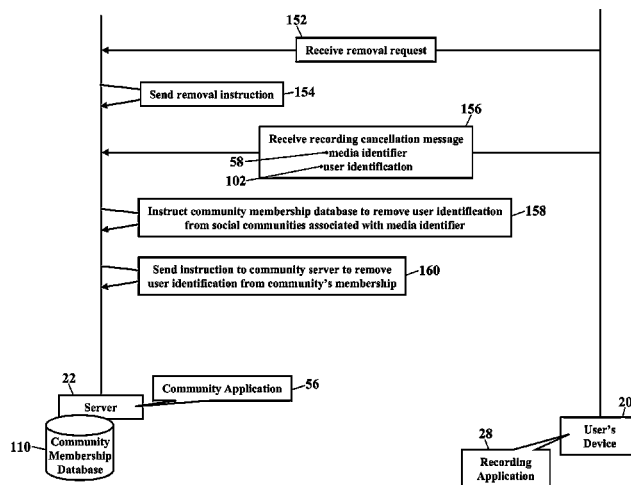 152
Receive removal request
Send removal instruction
154
156
Receive recording cancellation message
58
•media identifier
102
•user identification
Instruct community membership database to remove user identification
from social communities associated with media identifier
158
Send instruction to community server to remove
user identification from community's membership
160
22
Community Application
56
Server
20
110
Community
Membership
Database
28
User's
Device
Recording
Application